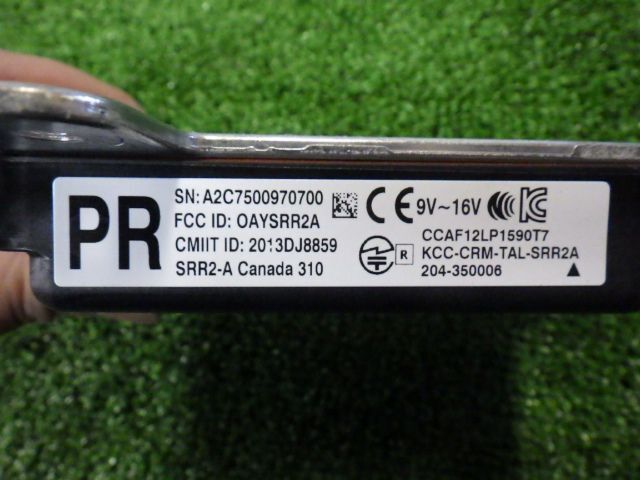 PR
SN: A2C7500970700
FCC ID: OAYSRR2A
CMIIT ID: 2013DJ8859
SRR2-A Canada 310
CE 9V~16V
CCAF12LP1590T7
R KCC-CRM-TAL-SRR2A
204-350006